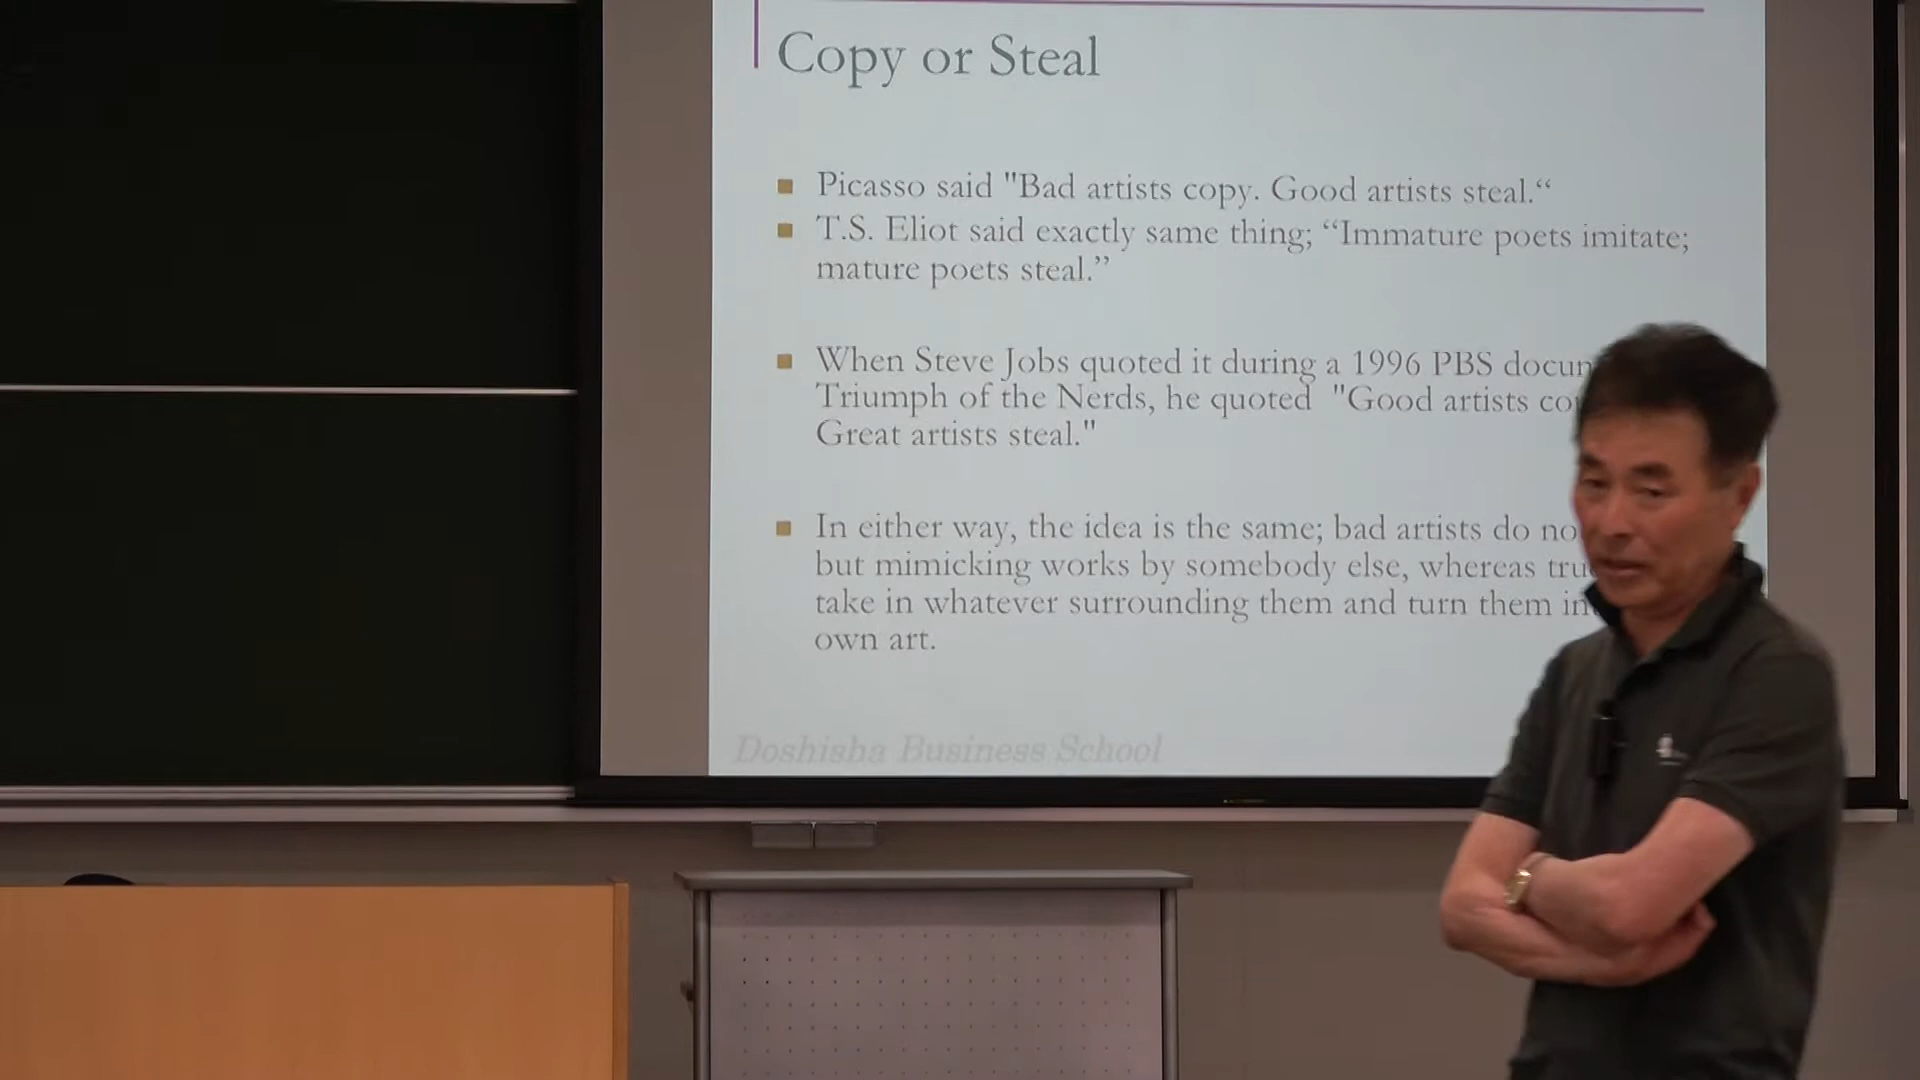 Copy or Steal
Picasso said "Bad artists copy. Good artists steal.“
T.S. Eliot said exactly same thing; “Immature poets imitate;
mature poets steal.”
When Steve Jobs quoted it during a 1996 PBS docum
Triumph of the Nerds, he quoted "Good artists co
Great artists steal."
In either way, the idea is the same; bad artists do no
but mimicking works by somebody else, whereas tru
take in whatever surrounding them and turn them in
own art.
Doshisha Business School